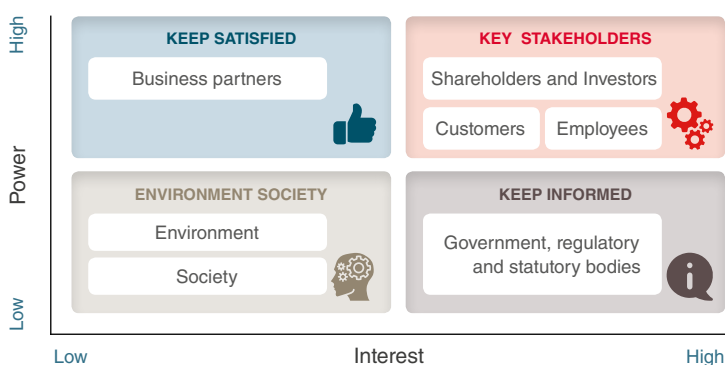 High
KEEP SATISFIED
Business partners
KEY STAKEHOLDERS
Shareholders and Investors
Customers
Employees
Power
ENVIRONMENT SOCIETY
Environment
Society
KEEP INFORMED
Government, regulatory
and statutory bodies
Low
Low
Interest
High